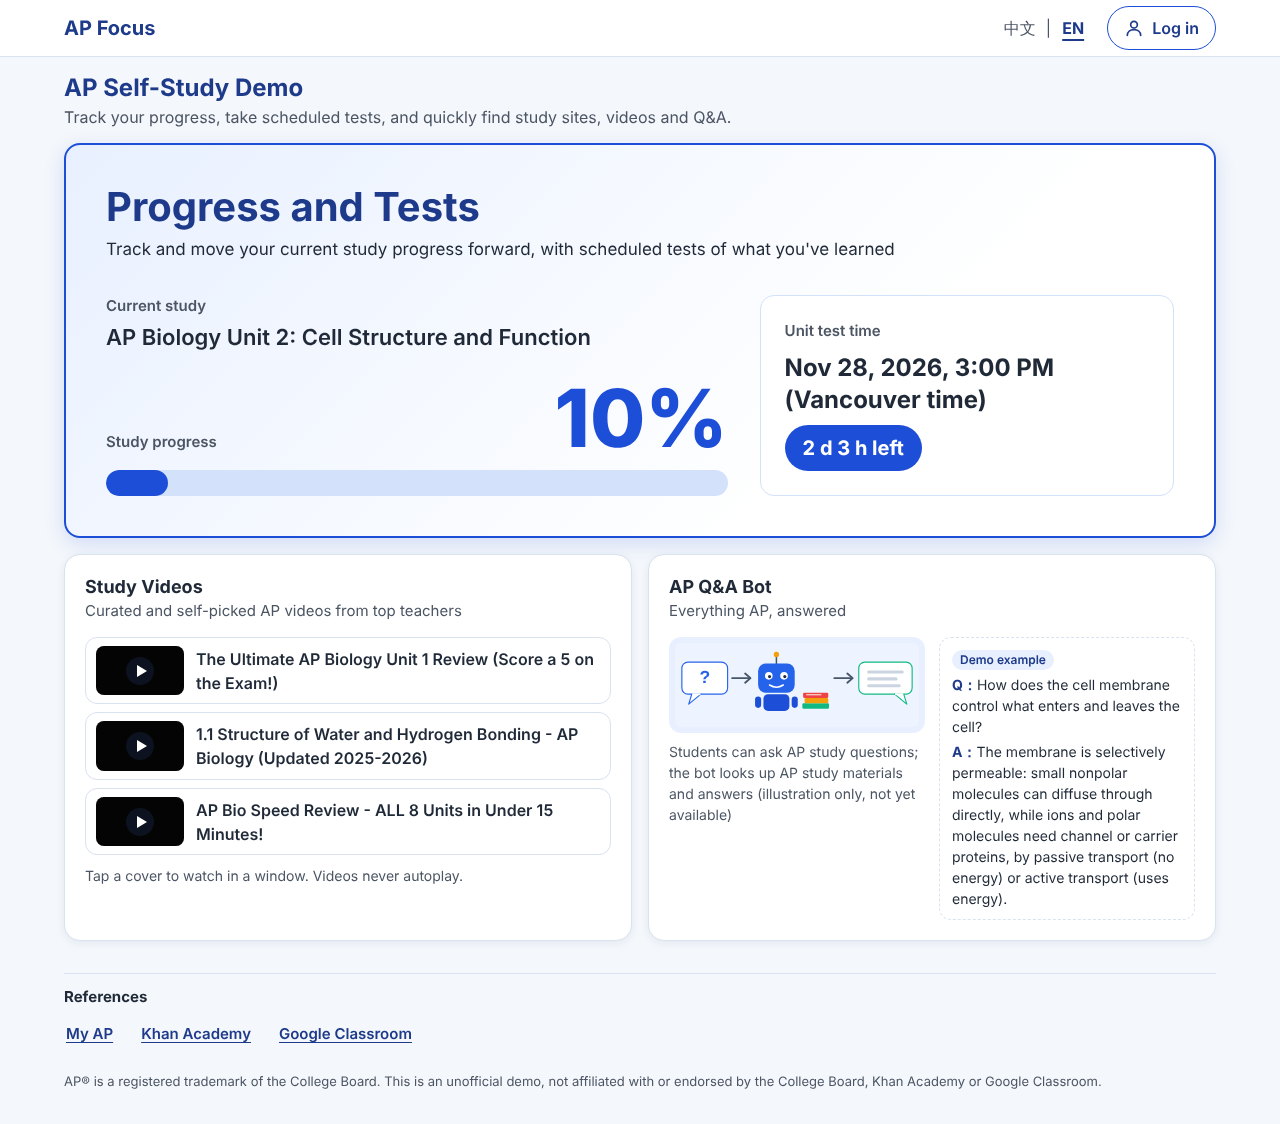 AP Focus
中文 | EN
Log in
AP Self-Study Demo
Track your progress, take scheduled tests, and quickly find study sites, videos and Q&A.
Progress and Tests
Track and move your current study progress forward, with scheduled tests of what you've learned
Current study
AP Biology Unit 2: Cell Structure and Function
Study progress
10%
Unit test time
Nov 28, 2026, 3:00 PM
(Vancouver time)
2 d 3 h left
Study Videos
Curated and self-picked AP videos from top teachers
The Ultimate AP Biology Unit 1 Review (Score a 5 on
the Exam!)
1.1 Structure of Water and Hydrogen Bonding - AP
Biology (Updated 2025-2026)
AP Bio Speed Review - ALL 8 Units in Under 15
Minutes!
Tap a cover to watch in a window. Videos never autoplay.
AP Q&A Bot
Everything AP, answered
?
Students can ask AP study questions;
the bot looks up AP study materials
and answers (illustration only, not yet
available)
Demo example
Q：How does the cell membrane
control what enters and leaves the
cell?
A：The membrane is selectively
permeable: small nonpolar
molecules can diffuse through
directly, while ions and polar
molecules need channel or carrier
proteins, by passive transport (no
energy) or active transport (uses
energy).
References
My AP
Khan Academy
Google Classroom
AP® is a registered trademark of the College Board. This is an unofficial demo, not affiliated with or endorsed by the College Board, Khan Academy or Google Classroom.